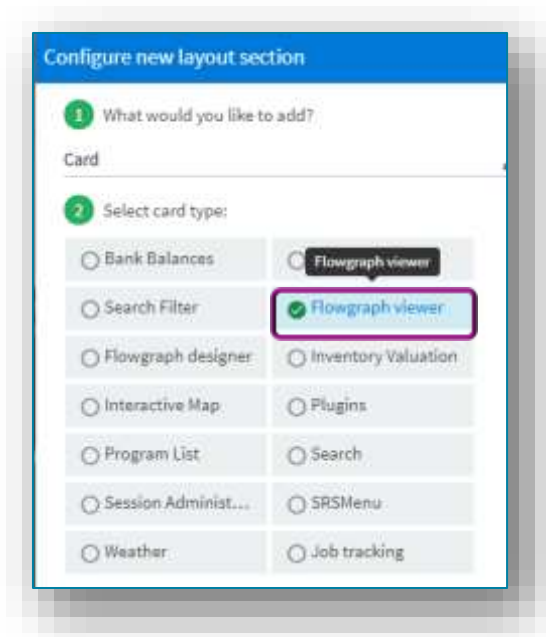 Configure new layout section
1 What would you like to add?
Card
2 Select card type:
Bank Balances
Flowgraph viewer
Search Filter
Flowgraph viewer
Flowgraph designer
Inventory Valuation
Interactive Map
Plugins
Program List
Search
Session Administ...
SRSMenu
Weather
Job tracking